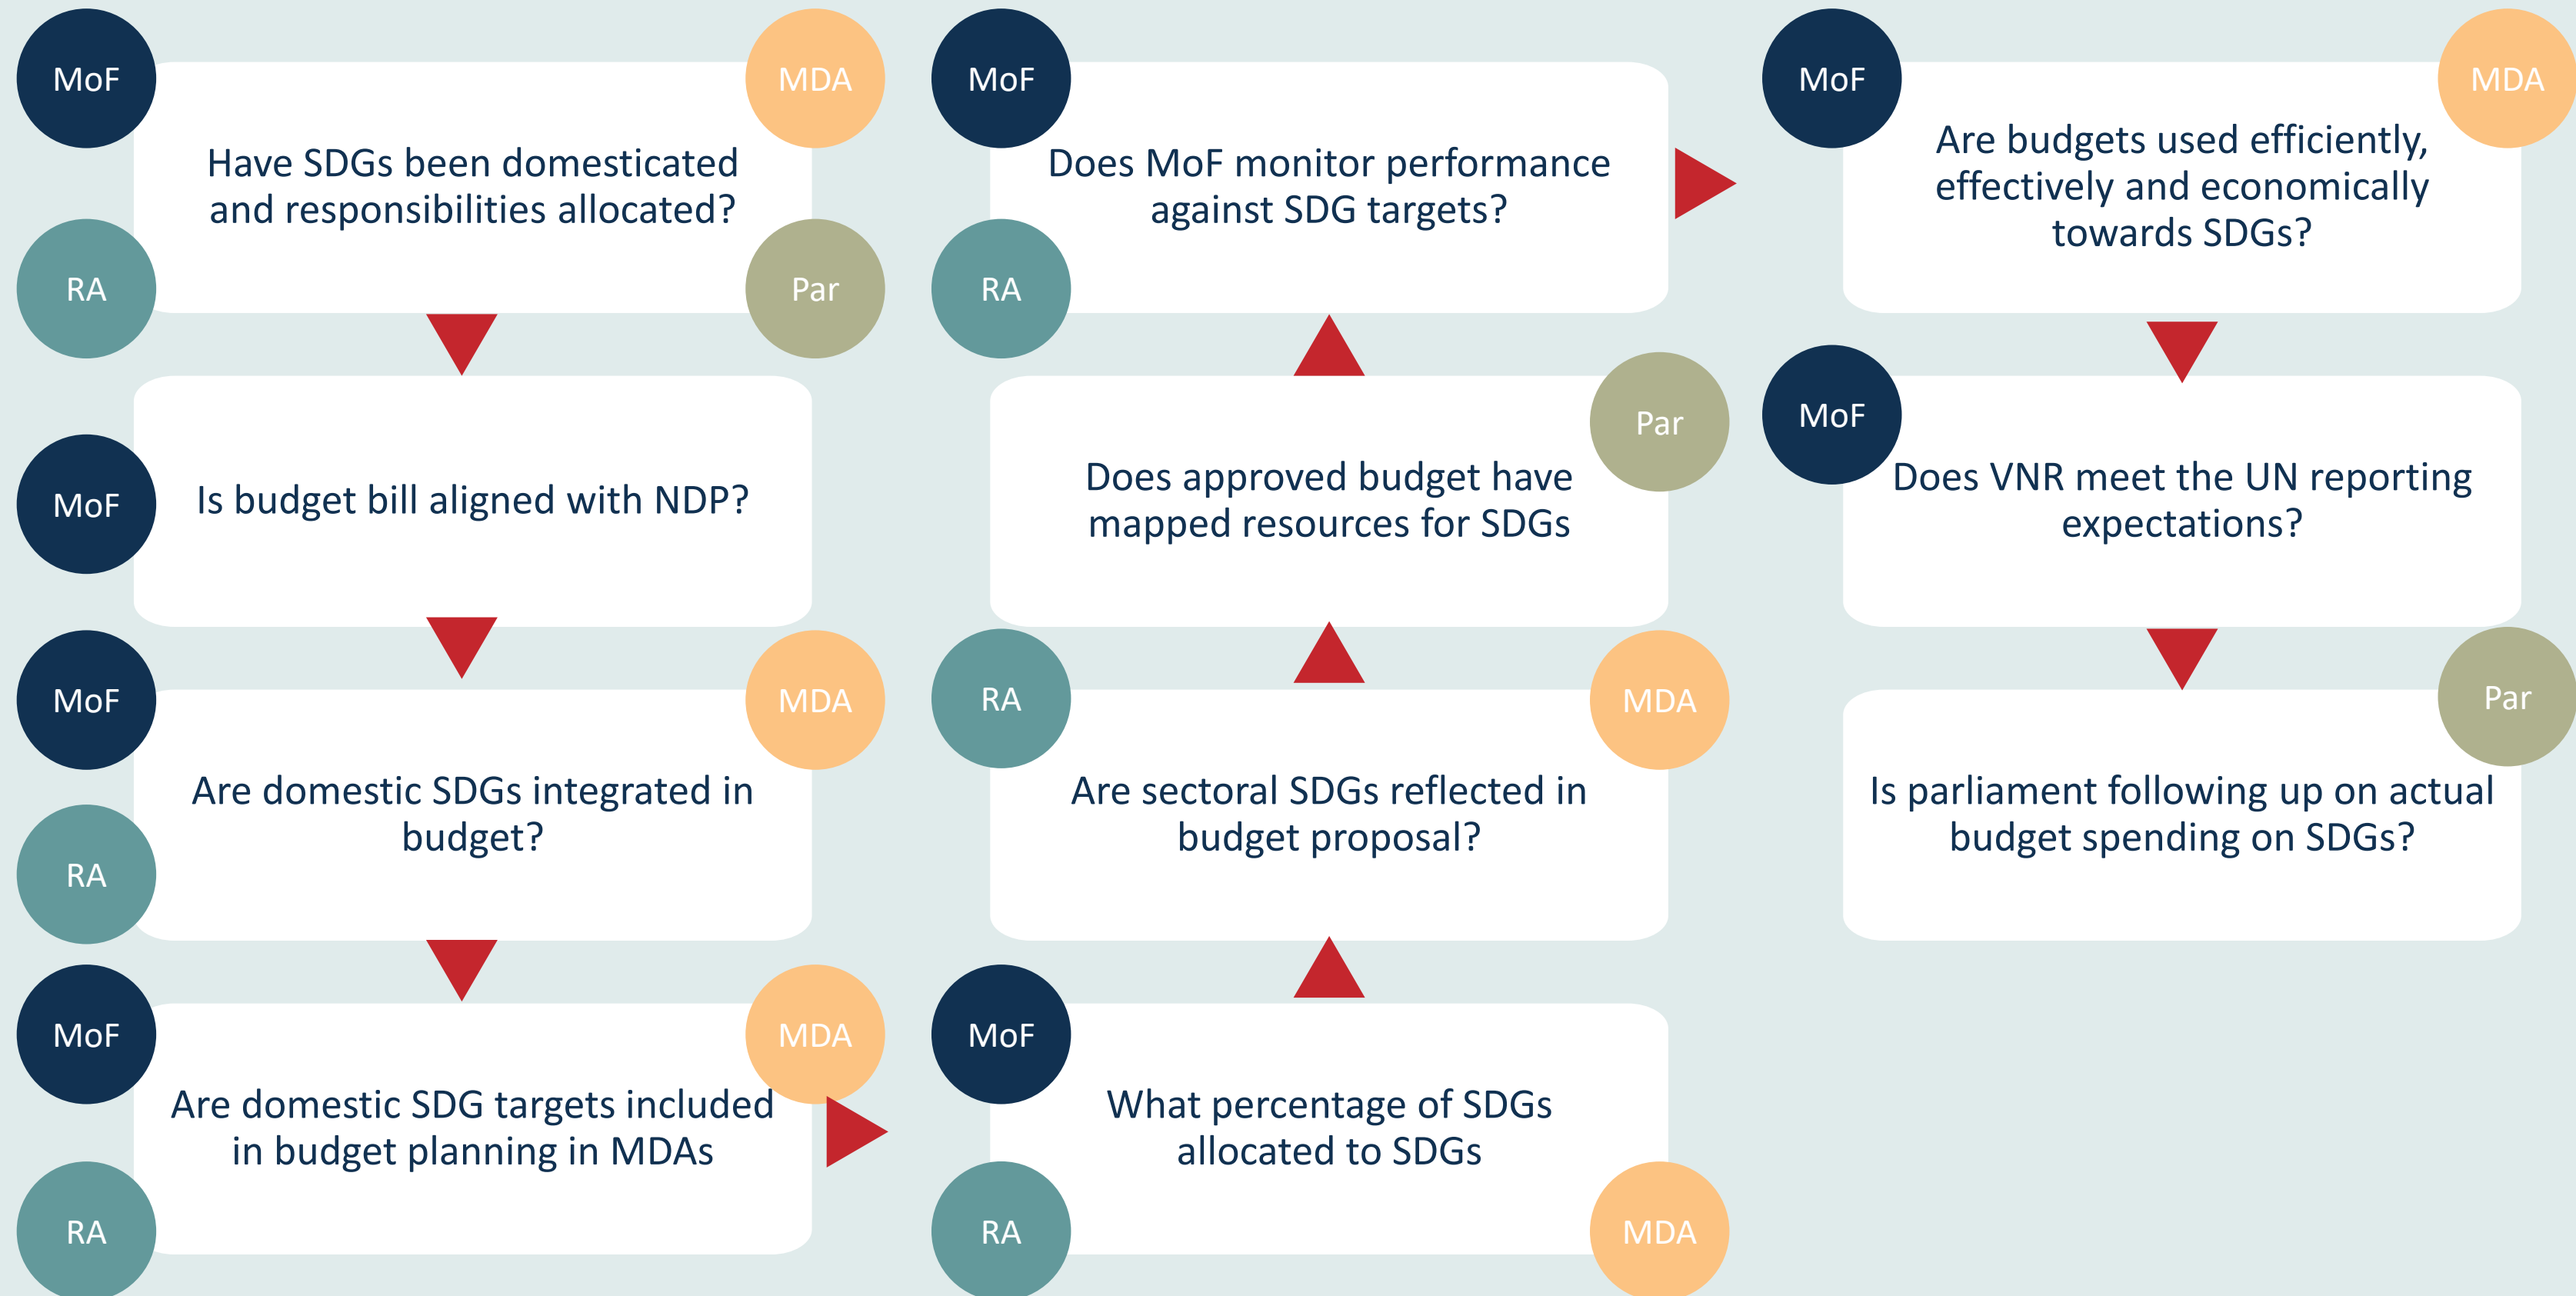 MoF
MDA
Have SDGs been domesticated
and responsibilities allocated?
RA
Par
MoF
Is budget bill aligned with NDP?
MoF
MDA
Are domestic SDGs integrated in
budget?
RA
MoF
MDA
Are domestic SDG targets included
in budget planning in MDAs
RA
MoF
What percentage of SDGs
allocated to SDGs
RA
MDA
RA
MDA
Are sectoral SDGs reflected in
budget proposal?
Par
Does approved budget have
mapped resources for SDGs
MoF
Does MoF monitor performance
against SDG targets?
RA
MoF
MDA
Are budgets used efficiently,
effectively and economically
towards SDGs?
MoF
Does VNR meet the UN reporting
expectations?
Par
Is parliament following up on actual
budget spending on SDGs?